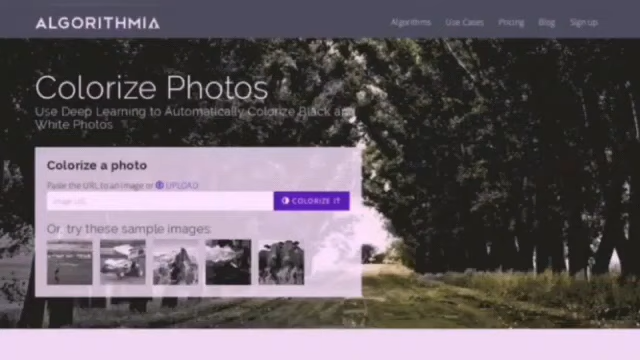 ALGORITHMIA
Algorithms Use Cases Pricing Blog Sign up
Colorize Photos
Use Deep Learning to Automatically Colorize Black and
White Photos
Colorize a photo
Paste the URL to an image or UPLOAD
Image URL
COLORIZE IT
Or, try these sample images